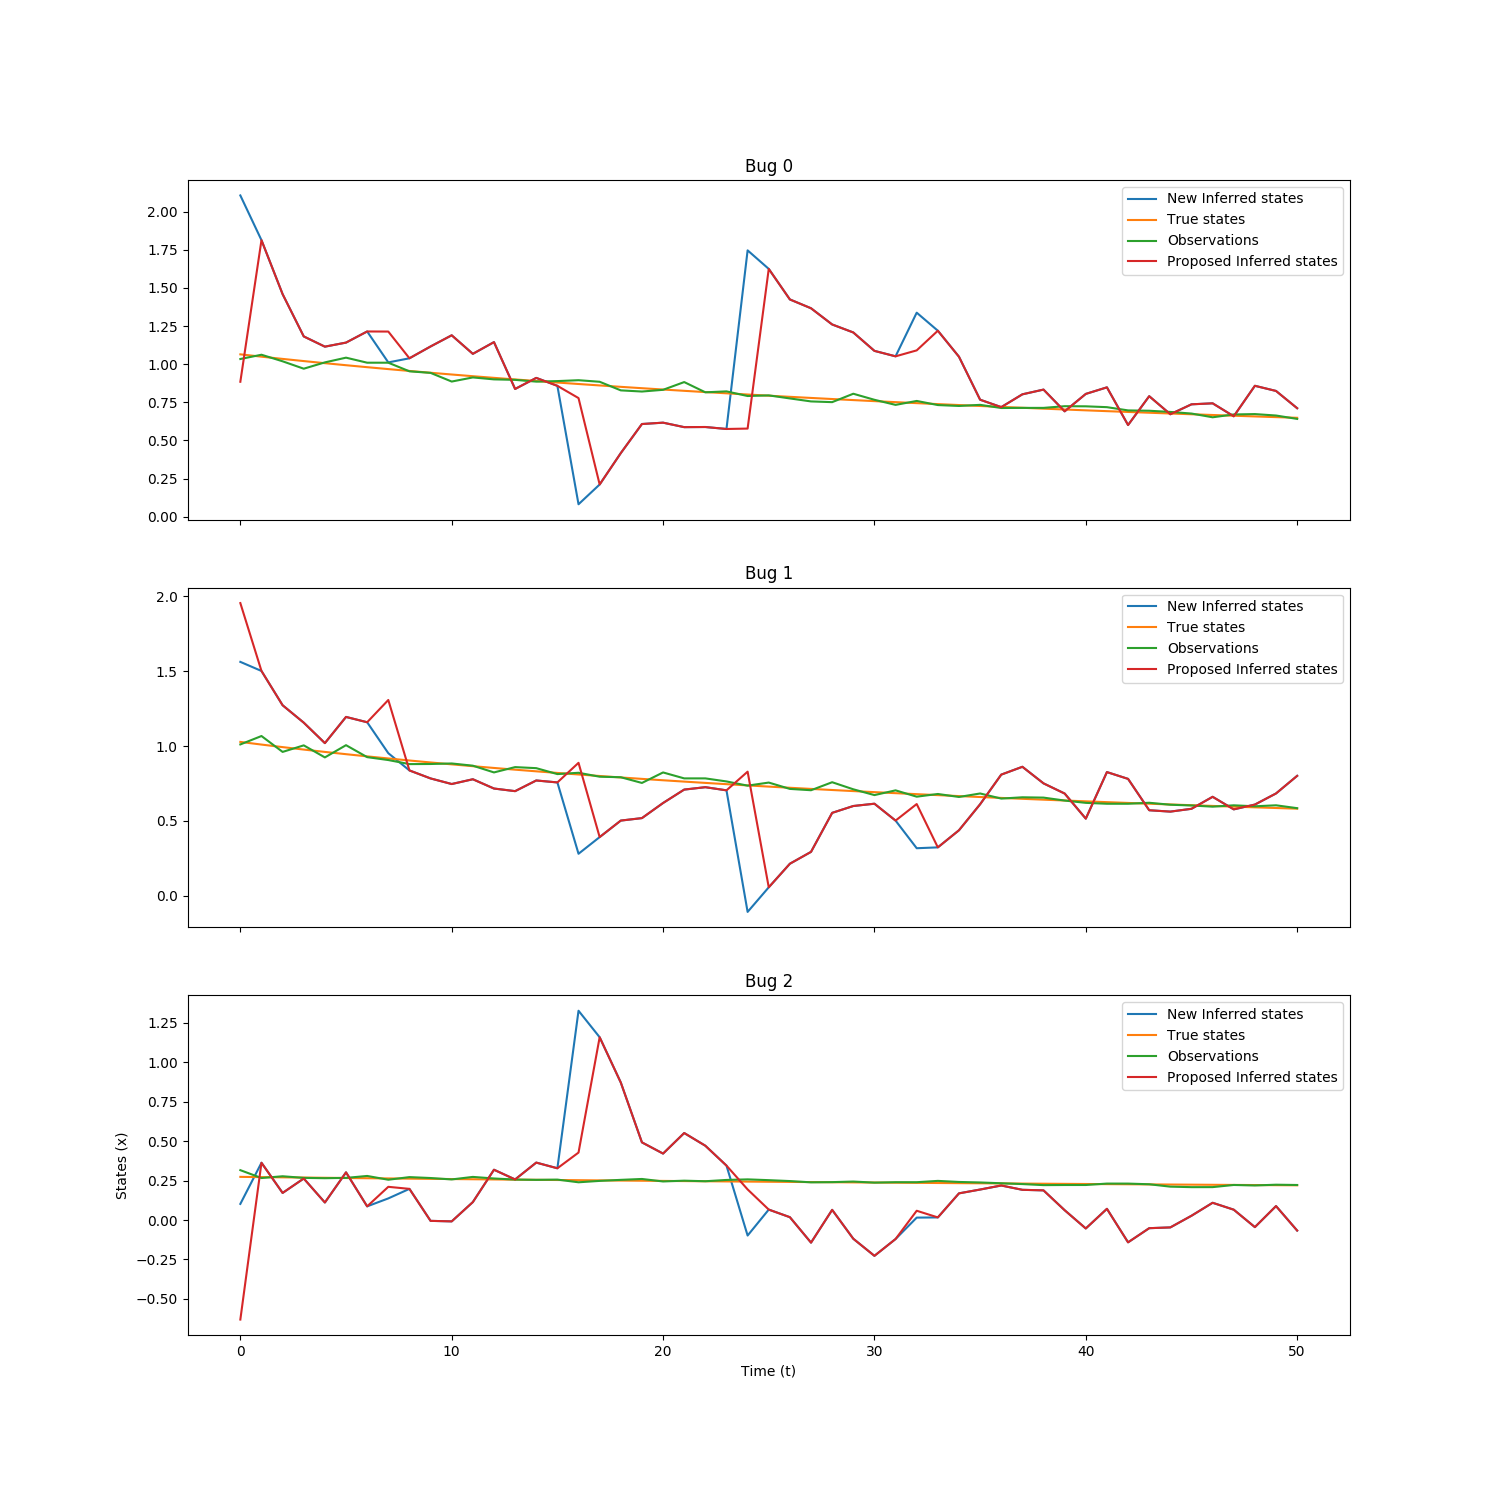 Bug 0
2.00
1.75
1.50
1.25
1.00
0.75
0.50
0.25
0.00
New Inferred states
True states
Observations
Proposed Inferred states
Bug 1
2.0
1.5
1.0
0.5
0.0
New Inferred states
True states
Observations
Proposed Inferred states
Bug 2
1.25
1.00
0.75
0.50
0.25
0.00
−0.25
−0.50
States (x)
New Inferred states
True states
Observations
Proposed Inferred states
0 10 20 30 40 50
Time (t)